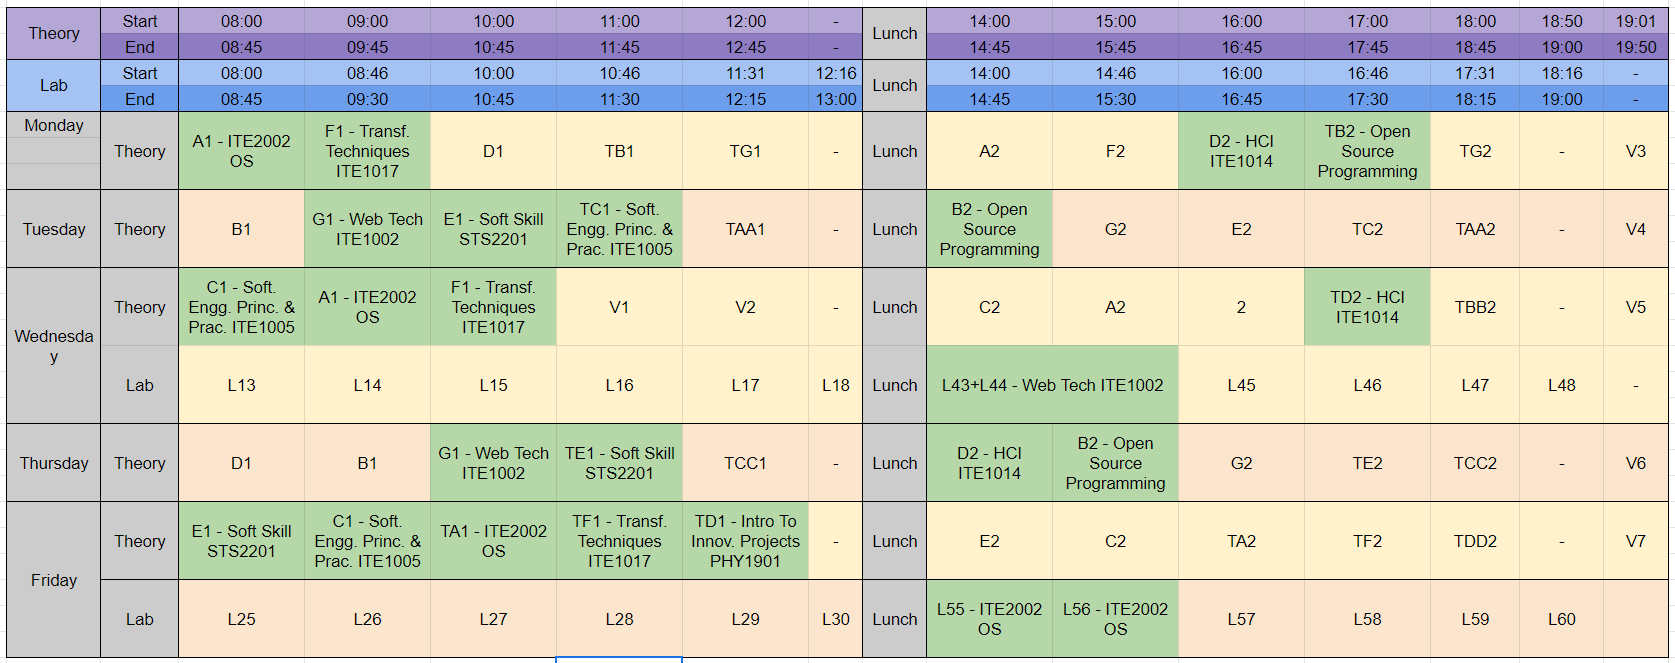 Theory Start 08:00 09:00 10:00 11:00 12:00 - Lunch 14:00 15:00 16:00 17:00 18:00 18:50 19:01
End 08:45 09:45 10:45 11:45 12:45 - 14:45 15:45 16:45 17:45 18:45 19:00 19:50
Lab Start 08:00 08:46 10:00 10:46 11:31 12:16 Lunch 14:00 14:46 16:00 16:46 17:31 18:16 -
End 08:45 09:30 10:45 11:30 12:15 13:00 14:45 15:30 16:45 17:30 18:15 19:00 -
Monday
Theory
A1 - ITE2002
OS
F1 - Transf.
Techniques
ITE1017
D1
TB1
TG1
-
Lunch
A2
F2
D2 - HCI
ITE1014
TB2 - Open
Source
Programming
TG2
-
V3
Tuesday
Theory
B1
G1 - Web Tech
ITE1002
E1 - Soft Skill
STS2201
TC1 - Soft.
Engg. Princ. &
Prac. ITE1005
TAA1
-
Lunch
B2 - Open
Source
Programming
G2
E2
TC2
TAA2
-
V4
Wednesda
y
Theory
C1 - Soft.
Engg. Princ. &
Prac. ITE1005
A1 - ITE2002
OS
F1 - Transf.
Techniques
ITE1017
V1
V2
-
Lunch
C2
A2
2
TD2 - HCI
ITE1014
TBB2
-
V5
Lab
L13
L14
L15
L16
L17
L18
Lunch
L43+L44 - Web Tech ITE1002
L45
L46
L47
L48
-
Thursday
Theory
D1
B1
G1 - Web Tech
ITE1002
TE1 - Soft Skill
STS2201
TCC1
-
Lunch
D2 - HCI
ITE1014
B2 - Open
Source
Programming
G2
TE2
TCC2
-
V6
Friday
Theory
E1 - Soft Skill
STS2201
C1 - Soft.
Engg. Princ. &
Prac. ITE1005
TA1 - ITE2002
OS
TF1 - Transf.
Techniques
ITE1017
TD1 - Intro To
Innov. Projects
PHY1901
-
Lunch
E2
C2
TA2
TF2
TDD2
-
V7
Lab
L25
L26
L27
L28
L29
L30
Lunch
L55 - ITE2002
OS
L56 - ITE2002
OS
L57
L58
L59
L60